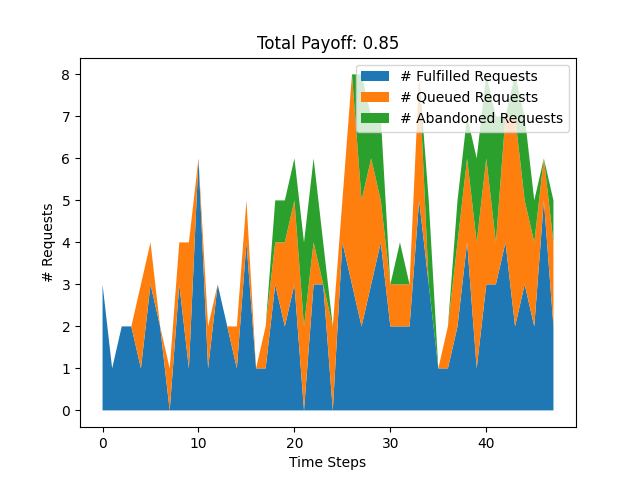 Total Payoff: 0.85
# Fulfilled Requests
# Queued Requests
# Abandoned Requests
8
7
6
5
4
3
2
1
0
# Requests
0 10 20 30 40
Time Steps